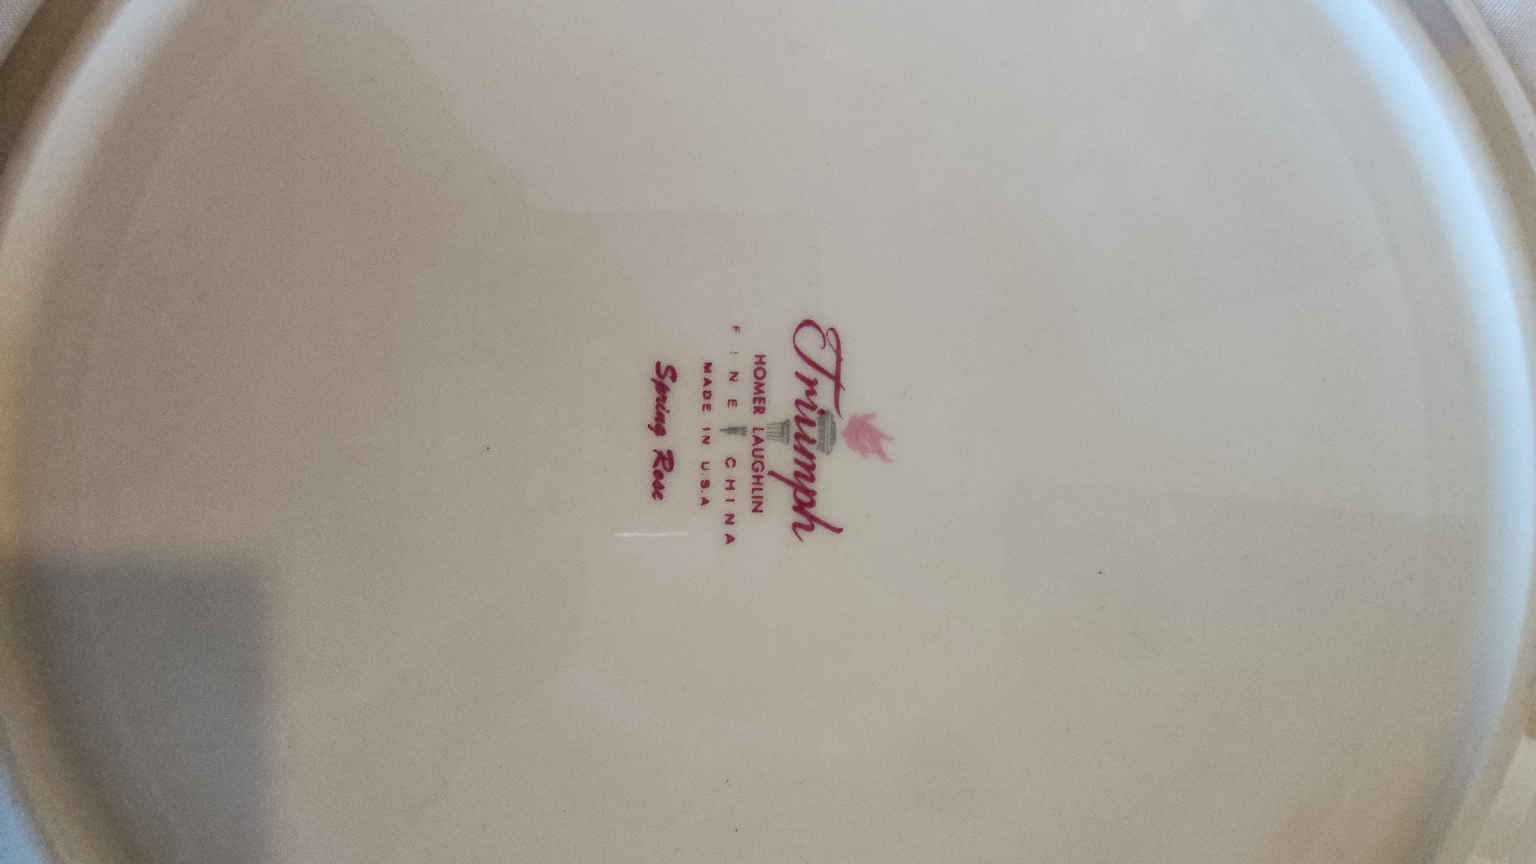 Triumph
HOMER LAUGHLIN
FINE CHINA
MADE IN U.S.A
Spring Rose